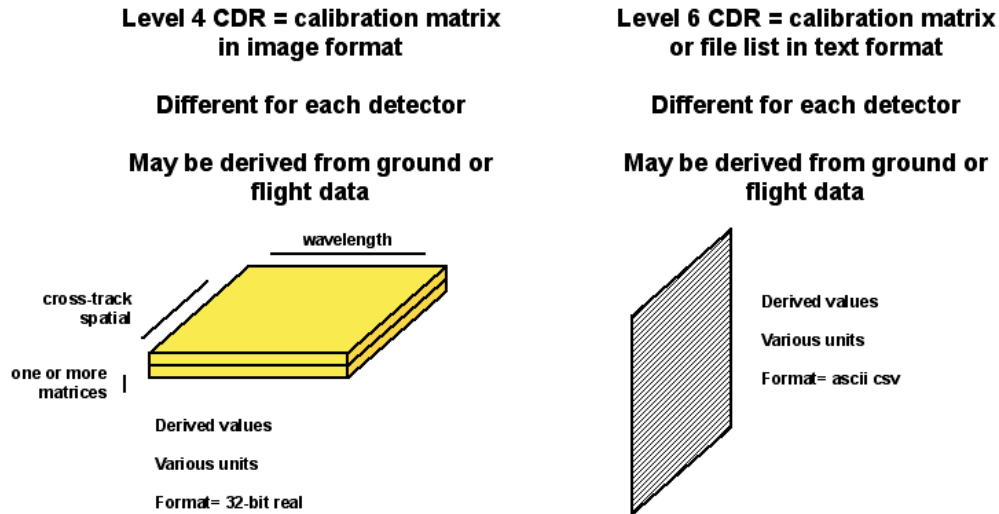 Level 4 CDR = calibration matrix
in image format
Different for each detector
May be derived from ground or
flight data
wavelength
cross-track
spatial
one or more
matrices
Derived values
Various units
Format= 32-bit real
Level 6 CDR = calibration matrix
or file list in text format
Different for each detector
May be derived from ground or
flight data
Derived values
Various units
Format= ascii csv